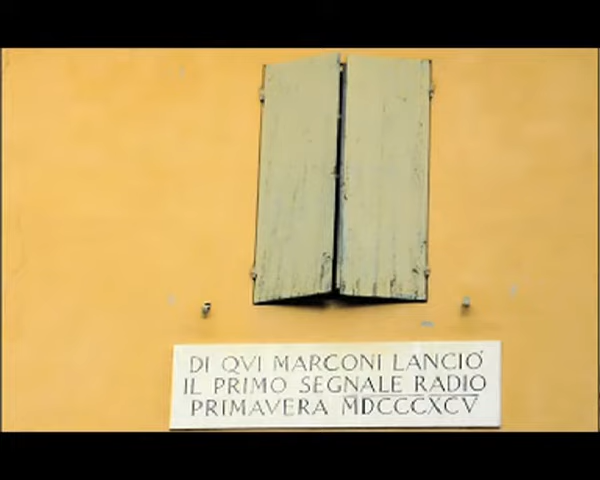 DI QVI MARCONI LANCIÒ
IL PRIMO SEGNALE RADIO
PRIMAVERA MDCCCXCV